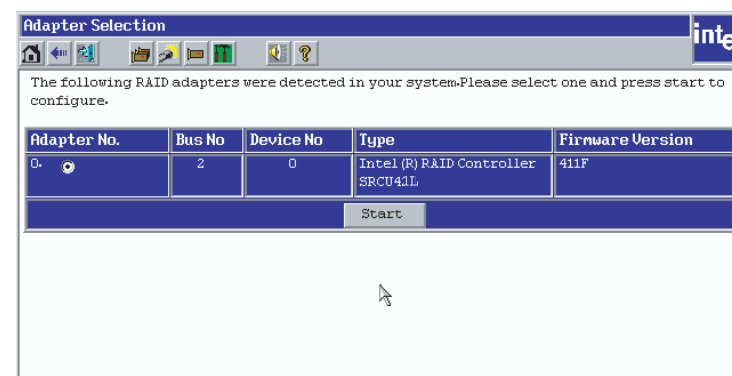 Adapter Selection
inte
The following RAID adapters were detected in your system.Please select one and press start to
configure.
Adapter No. Bus No Device No Type Firmware Version
0. 2 0 Intel (R) RAID Controller 411F
SRCU41L
Start